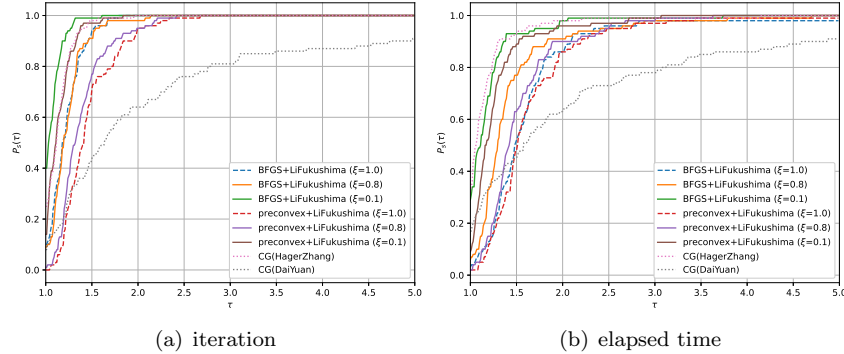 1.0
0.8
0.6
0.4
0.2
0.0
P_s(τ)
1.0 1.5 2.0 2.5 3.0 3.5 4.0 4.5 5.0
τ
BFGS+LiFukushima (ξ=1.0)
BFGS+LiFukushima (ξ=0.8)
BFGS+LiFukushima (ξ=0.1)
preconvex+LiFukushima (ξ=1.0)
preconvex+LiFukushima (ξ=0.8)
preconvex+LiFukushima (ξ=0.1)
CG(HagerZhang)
CG(DaiYuan)
(a) iteration
1.0
0.8
0.6
0.4
0.2
0.0
P_s(τ)
1.0 1.5 2.0 2.5 3.0 3.5 4.0 4.5 5.0
τ
BFGS+LiFukushima (ξ=1.0)
BFGS+LiFukushima (ξ=0.8)
BFGS+LiFukushima (ξ=0.1)
preconvex+LiFukushima (ξ=1.0)
preconvex+LiFukushima (ξ=0.8)
preconvex+LiFukushima (ξ=0.1)
CG(HagerZhang)
CG(DaiYuan)
(b) elapsed time